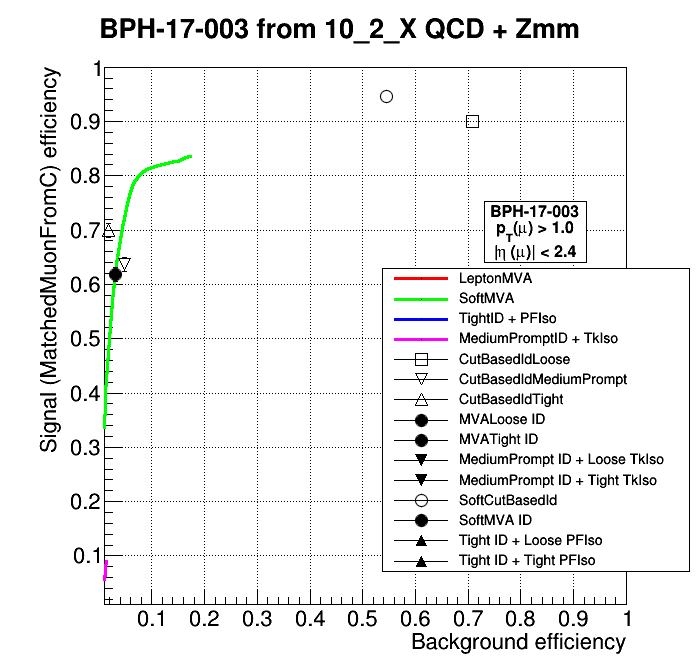 BPH-17-003 from 10_2_X QCD + Zmm
Signal (MatchedMuonFromC) efficiency
1
0.9
0.8
0.7
0.6
0.5
0.4
0.3
0.2
0.1
BPH-17-003
pT(μ) > 1.0
|η (μ)| < 2.4
LeptonMVA
SoftMVA
TightID + PFIso
MediumPromptID + TkIso
CutBasedIdLoose
CutBasedIdMediumPrompt
CutBasedIdTight
MVALoose ID
MVATight ID
MediumPrompt ID + Loose TkIso
MediumPrompt ID + Tight TkIso
SoftCutBasedId
SoftMVA ID
Tight ID + Loose PFIso
Tight ID + Tight PFIso
0.1 0.2 0.3 0.4 0.5 0.6 0.7 0.8 0.9 1
Background efficiency